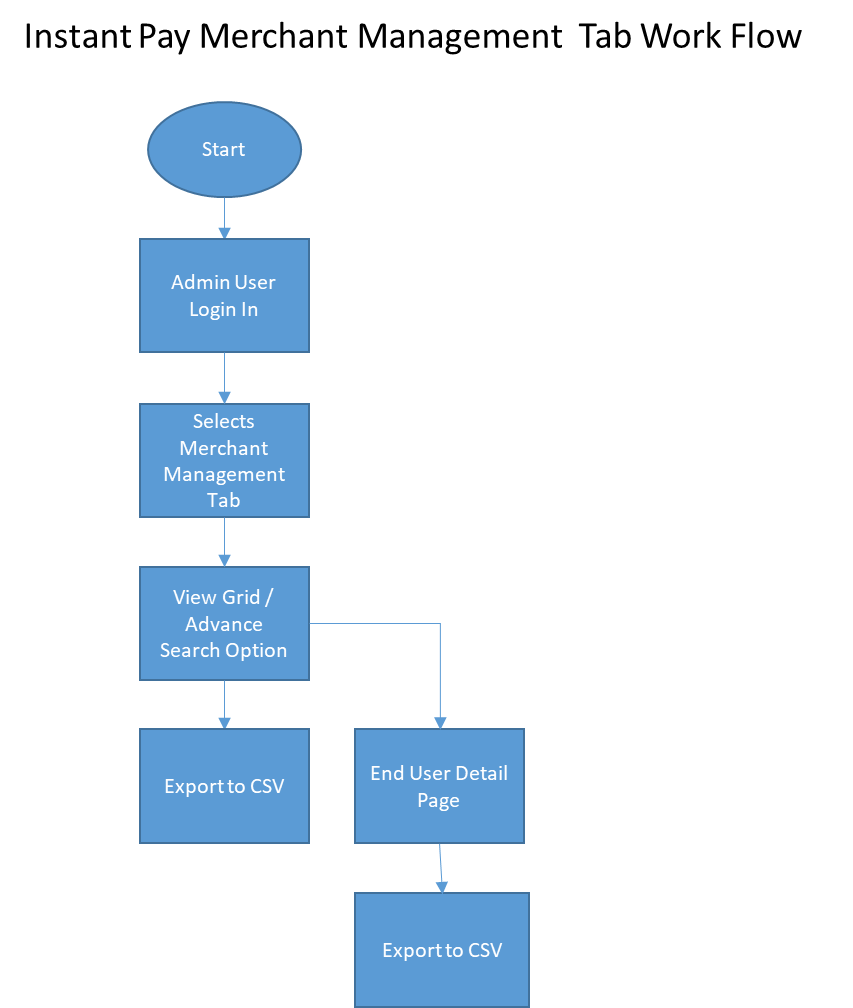 Instant Pay Merchant Management Tab Work Flow
Start
Admin User
Login In
Selects
Merchant
Management
Tab
View Grid /
Advance
Search Option
Export to CSV
End User Detail
Page
Export to CSV